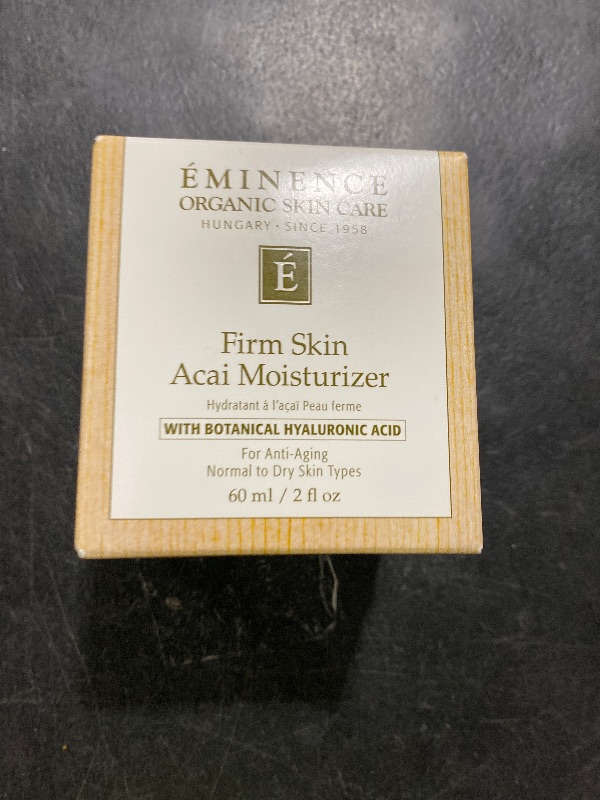 ÉMINENCE
ORGANIC SKIN CARE
HUNGARY · SINCE 1958
É
Firm Skin
Acai Moisturizer
Hydratant à l'açaï Peau ferme
WITH BOTANICAL HYALURONIC ACID
For Anti-Aging
Normal to Dry Skin Types
60 ml / 2 fl oz